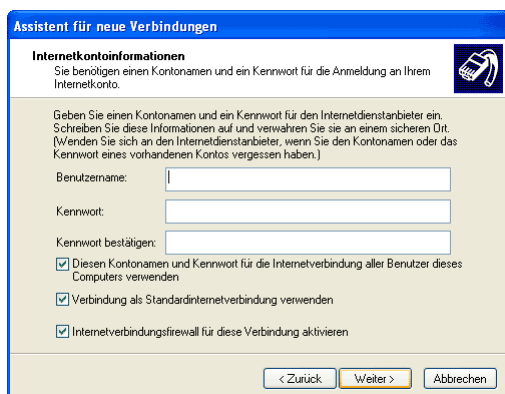 Assistent für neue Verbindungen
Internetkontoinformationen
Sie benötigen einen Kontonamen und ein Kennwort für die Anmeldung an Ihrem
Internetkonto.
Geben Sie einen Kontonamen und ein Kennwort für den Internetdienstanbieter ein.
Schreiben Sie diese Informationen auf und verwahren Sie sie an einem sicheren Ort.
(Wenden Sie sich an den Internetdienstanbieter, wenn Sie den Kontonamen oder das
Kennwort eines vorhandenen Kontos vergessen haben.)
Benutzername:
Kennwort:
Kennwort bestätigen:
Diesen Kontonamen und Kennwort für die Internetverbindung aller Benutzer dieses
Computers verwenden
Verbindung als Standardinternetverbindung verwenden
Internetverbindungsfirewall für diese Verbindung aktivieren
< Zurück Weiter > Abbrechen